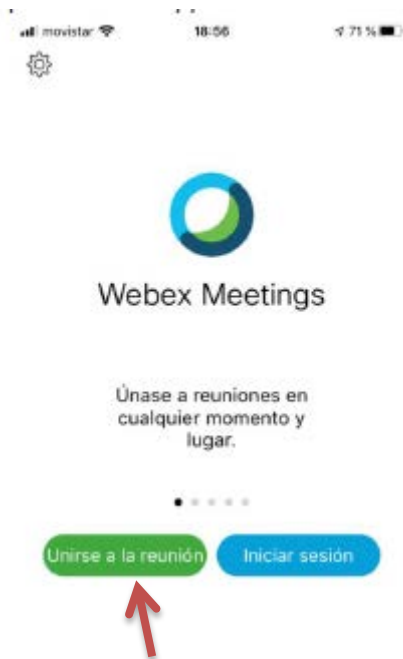 movistar 18:56 71 %
Webex Meetings
Únase a reuniones en
cualquier momento y
lugar.
Unirse a la reunión Iniciar sesión